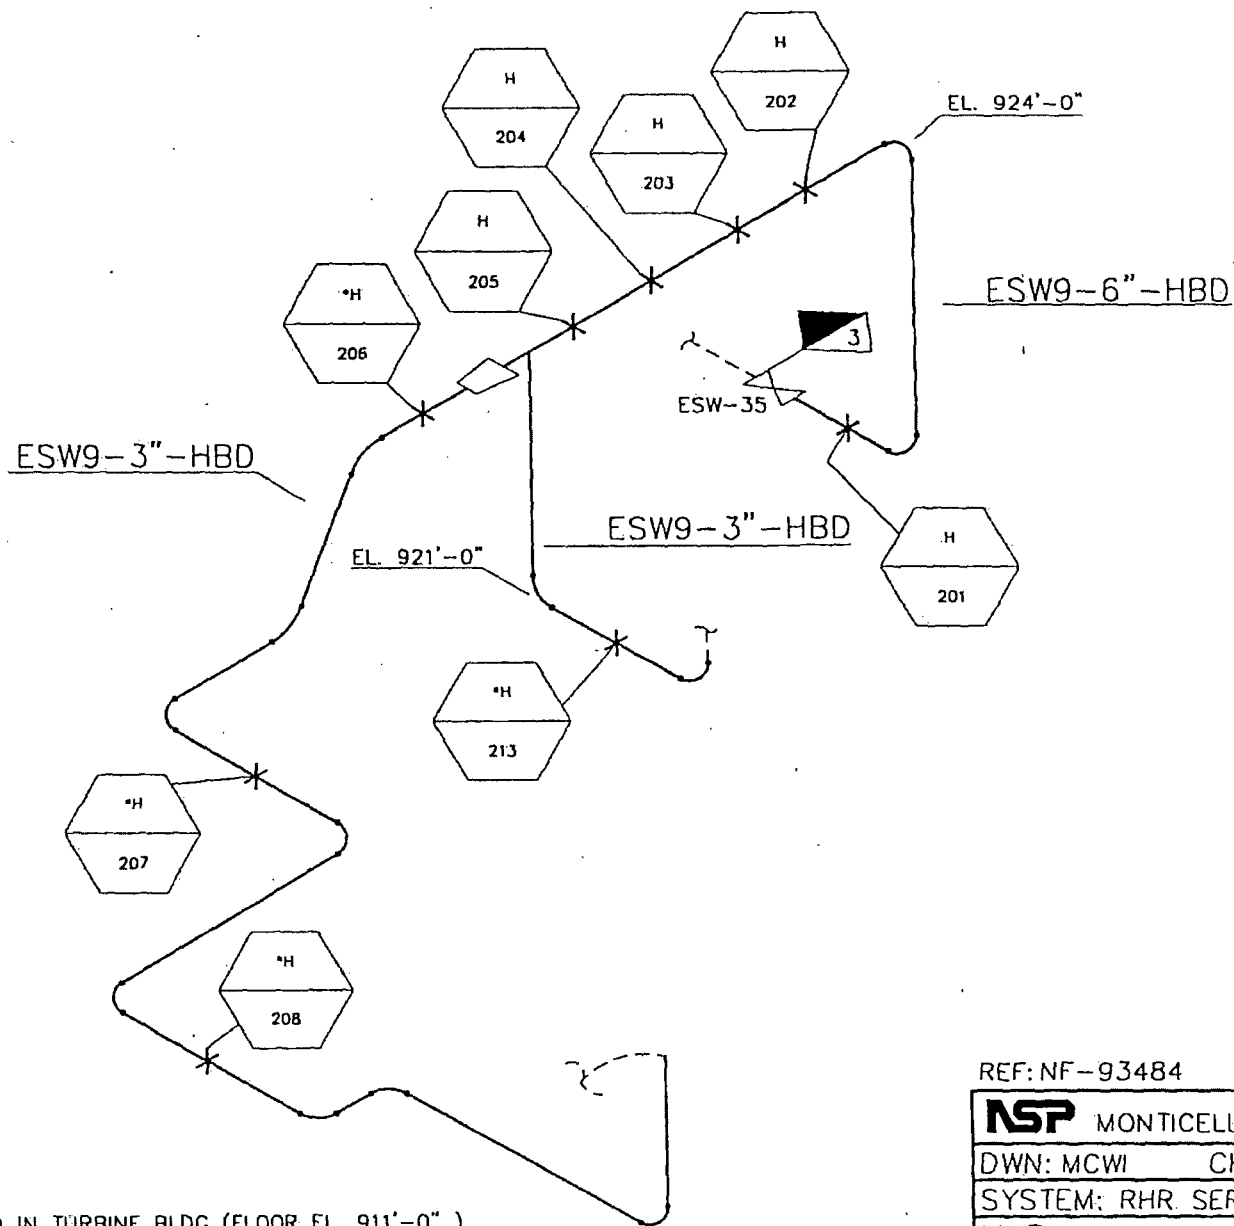 H
202
H
204
H
203
EL. 924'-0"
H
205
*H
206
ESW9-6"-HBD
3
ESW-35
ESW9-3"-HBD
ESW9-3"-HBD
EL. 921'-0"
H
201
*H
213
*H
207
*H
208
REF: NF-93484
NSP MONTICELL
DWN: MCWI CH
SYSTEM: RHR SER
IN TURBINE BLDG (FLOOR EL. 911'-0" )